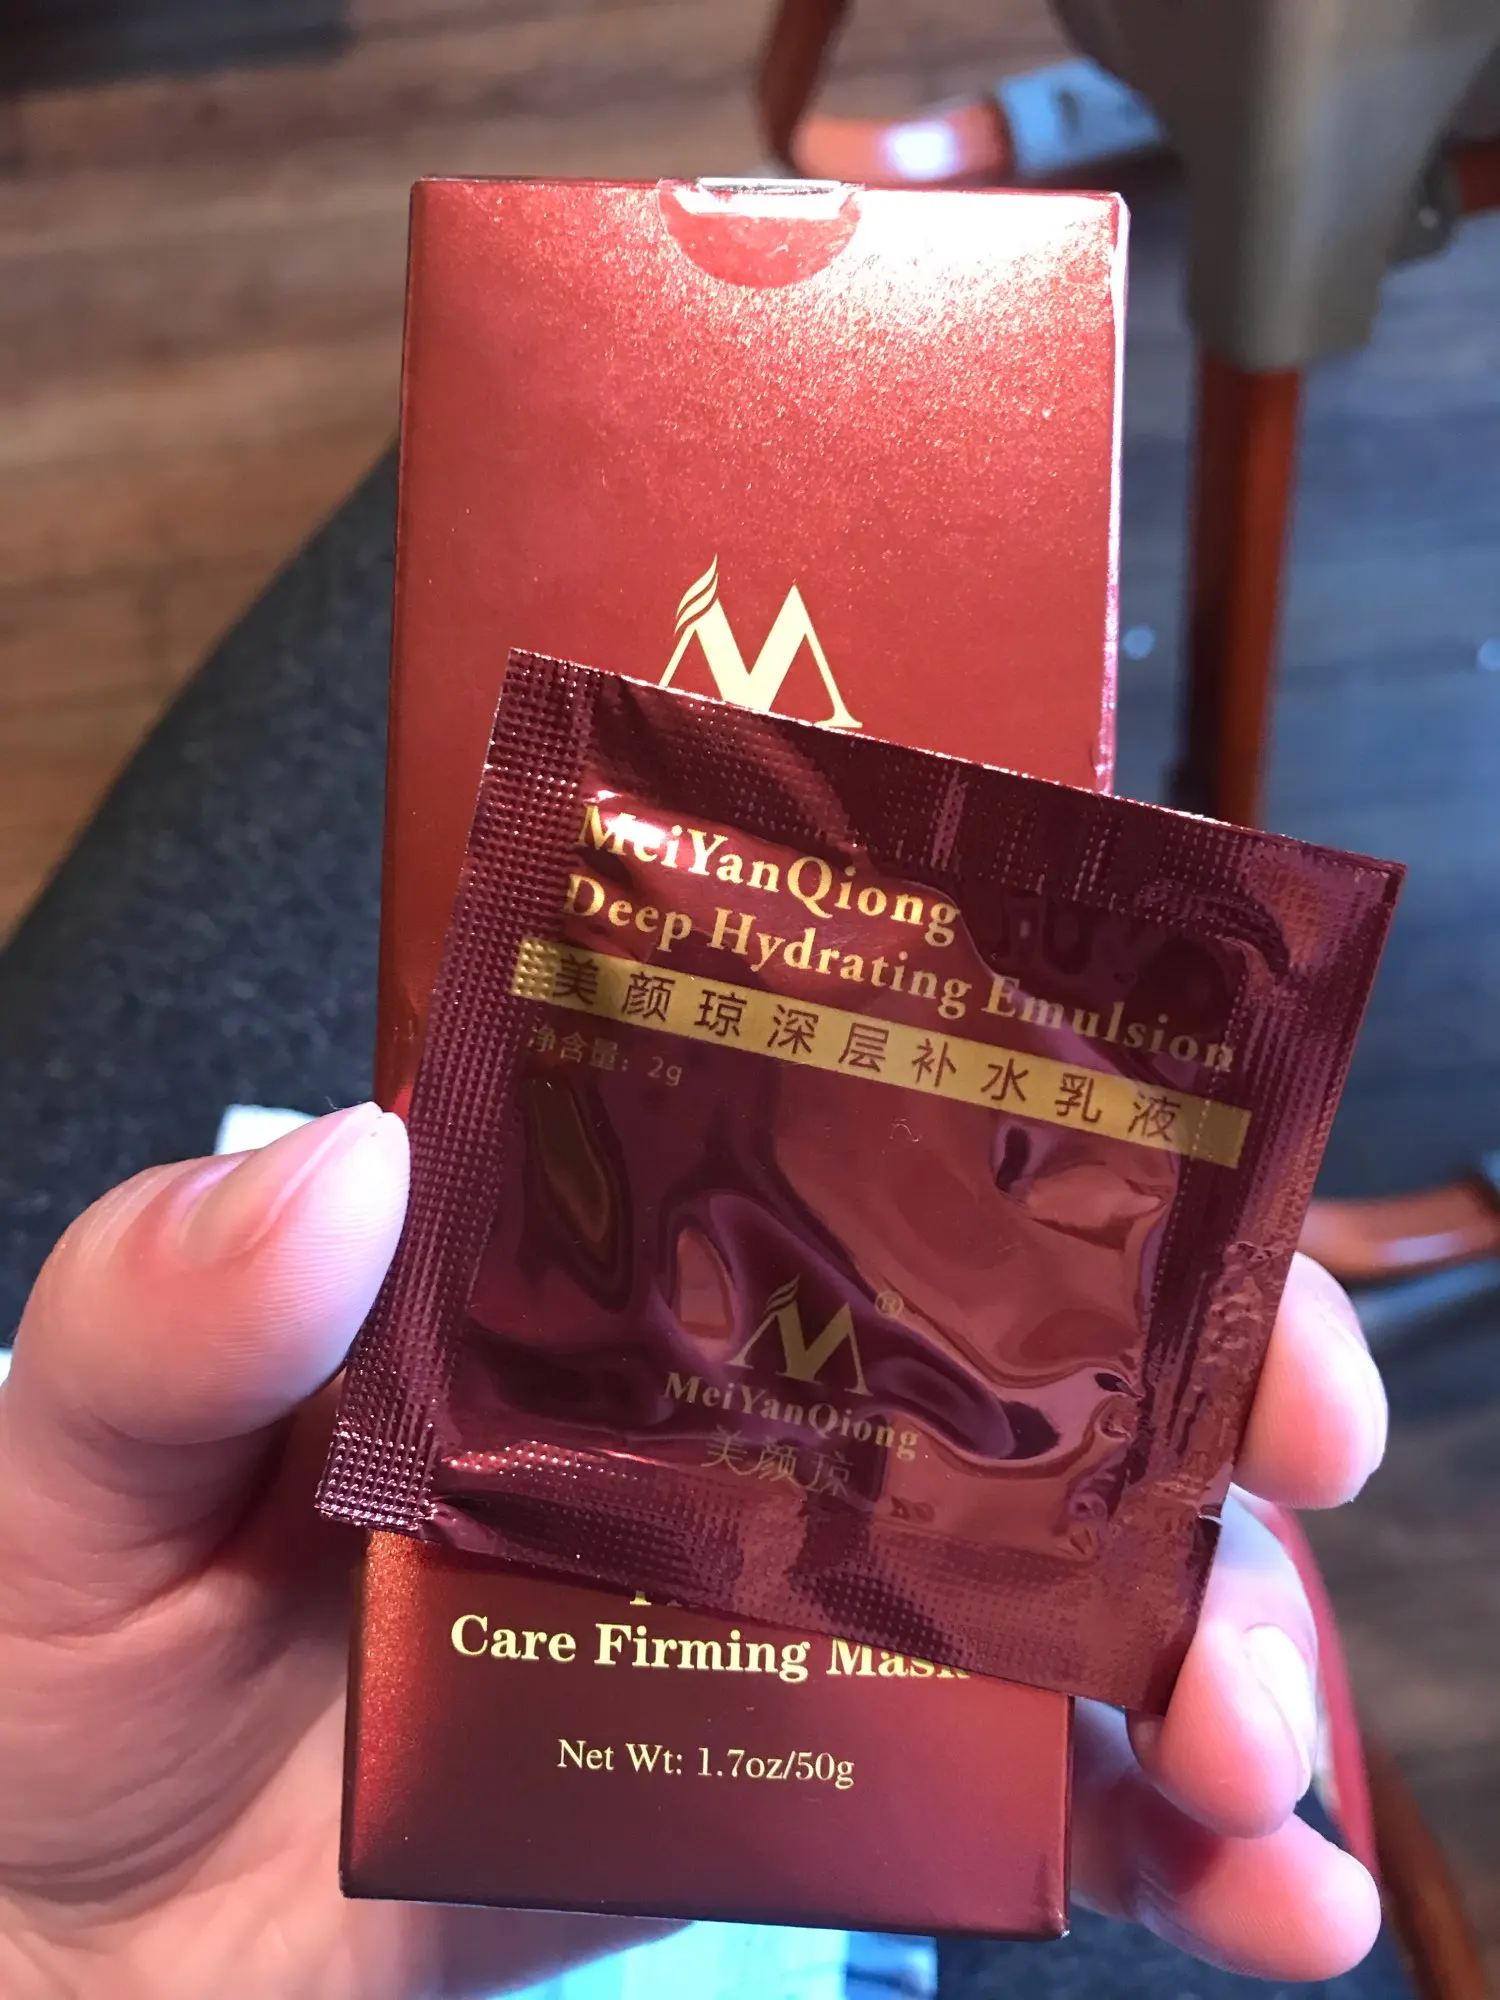 MeiYanQiong
Deep Hydrating Emulsion
美颜琼深层补水乳液
净含量: 2g
MeiYanQiong
美颜琼
Care Firming Mask
Net Wt: 1.7oz/50g